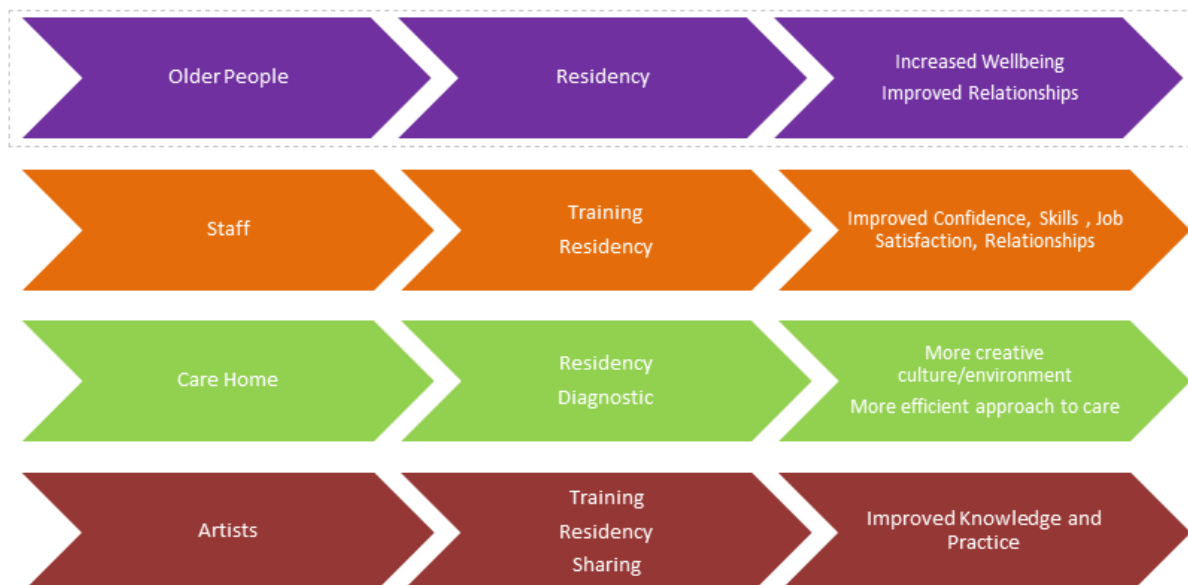 Older People
Residency
Increased Wellbeing
Improved Relationships
Staff
Training
Residency
Improved Confidence, Skills , Job
Satisfaction, Relationships
Care Home
Residency
Diagnostic
More creative
culture/environment
More efficient approach to care
Artists
Training
Residency
Sharing
Improved Knowledge and
Practice